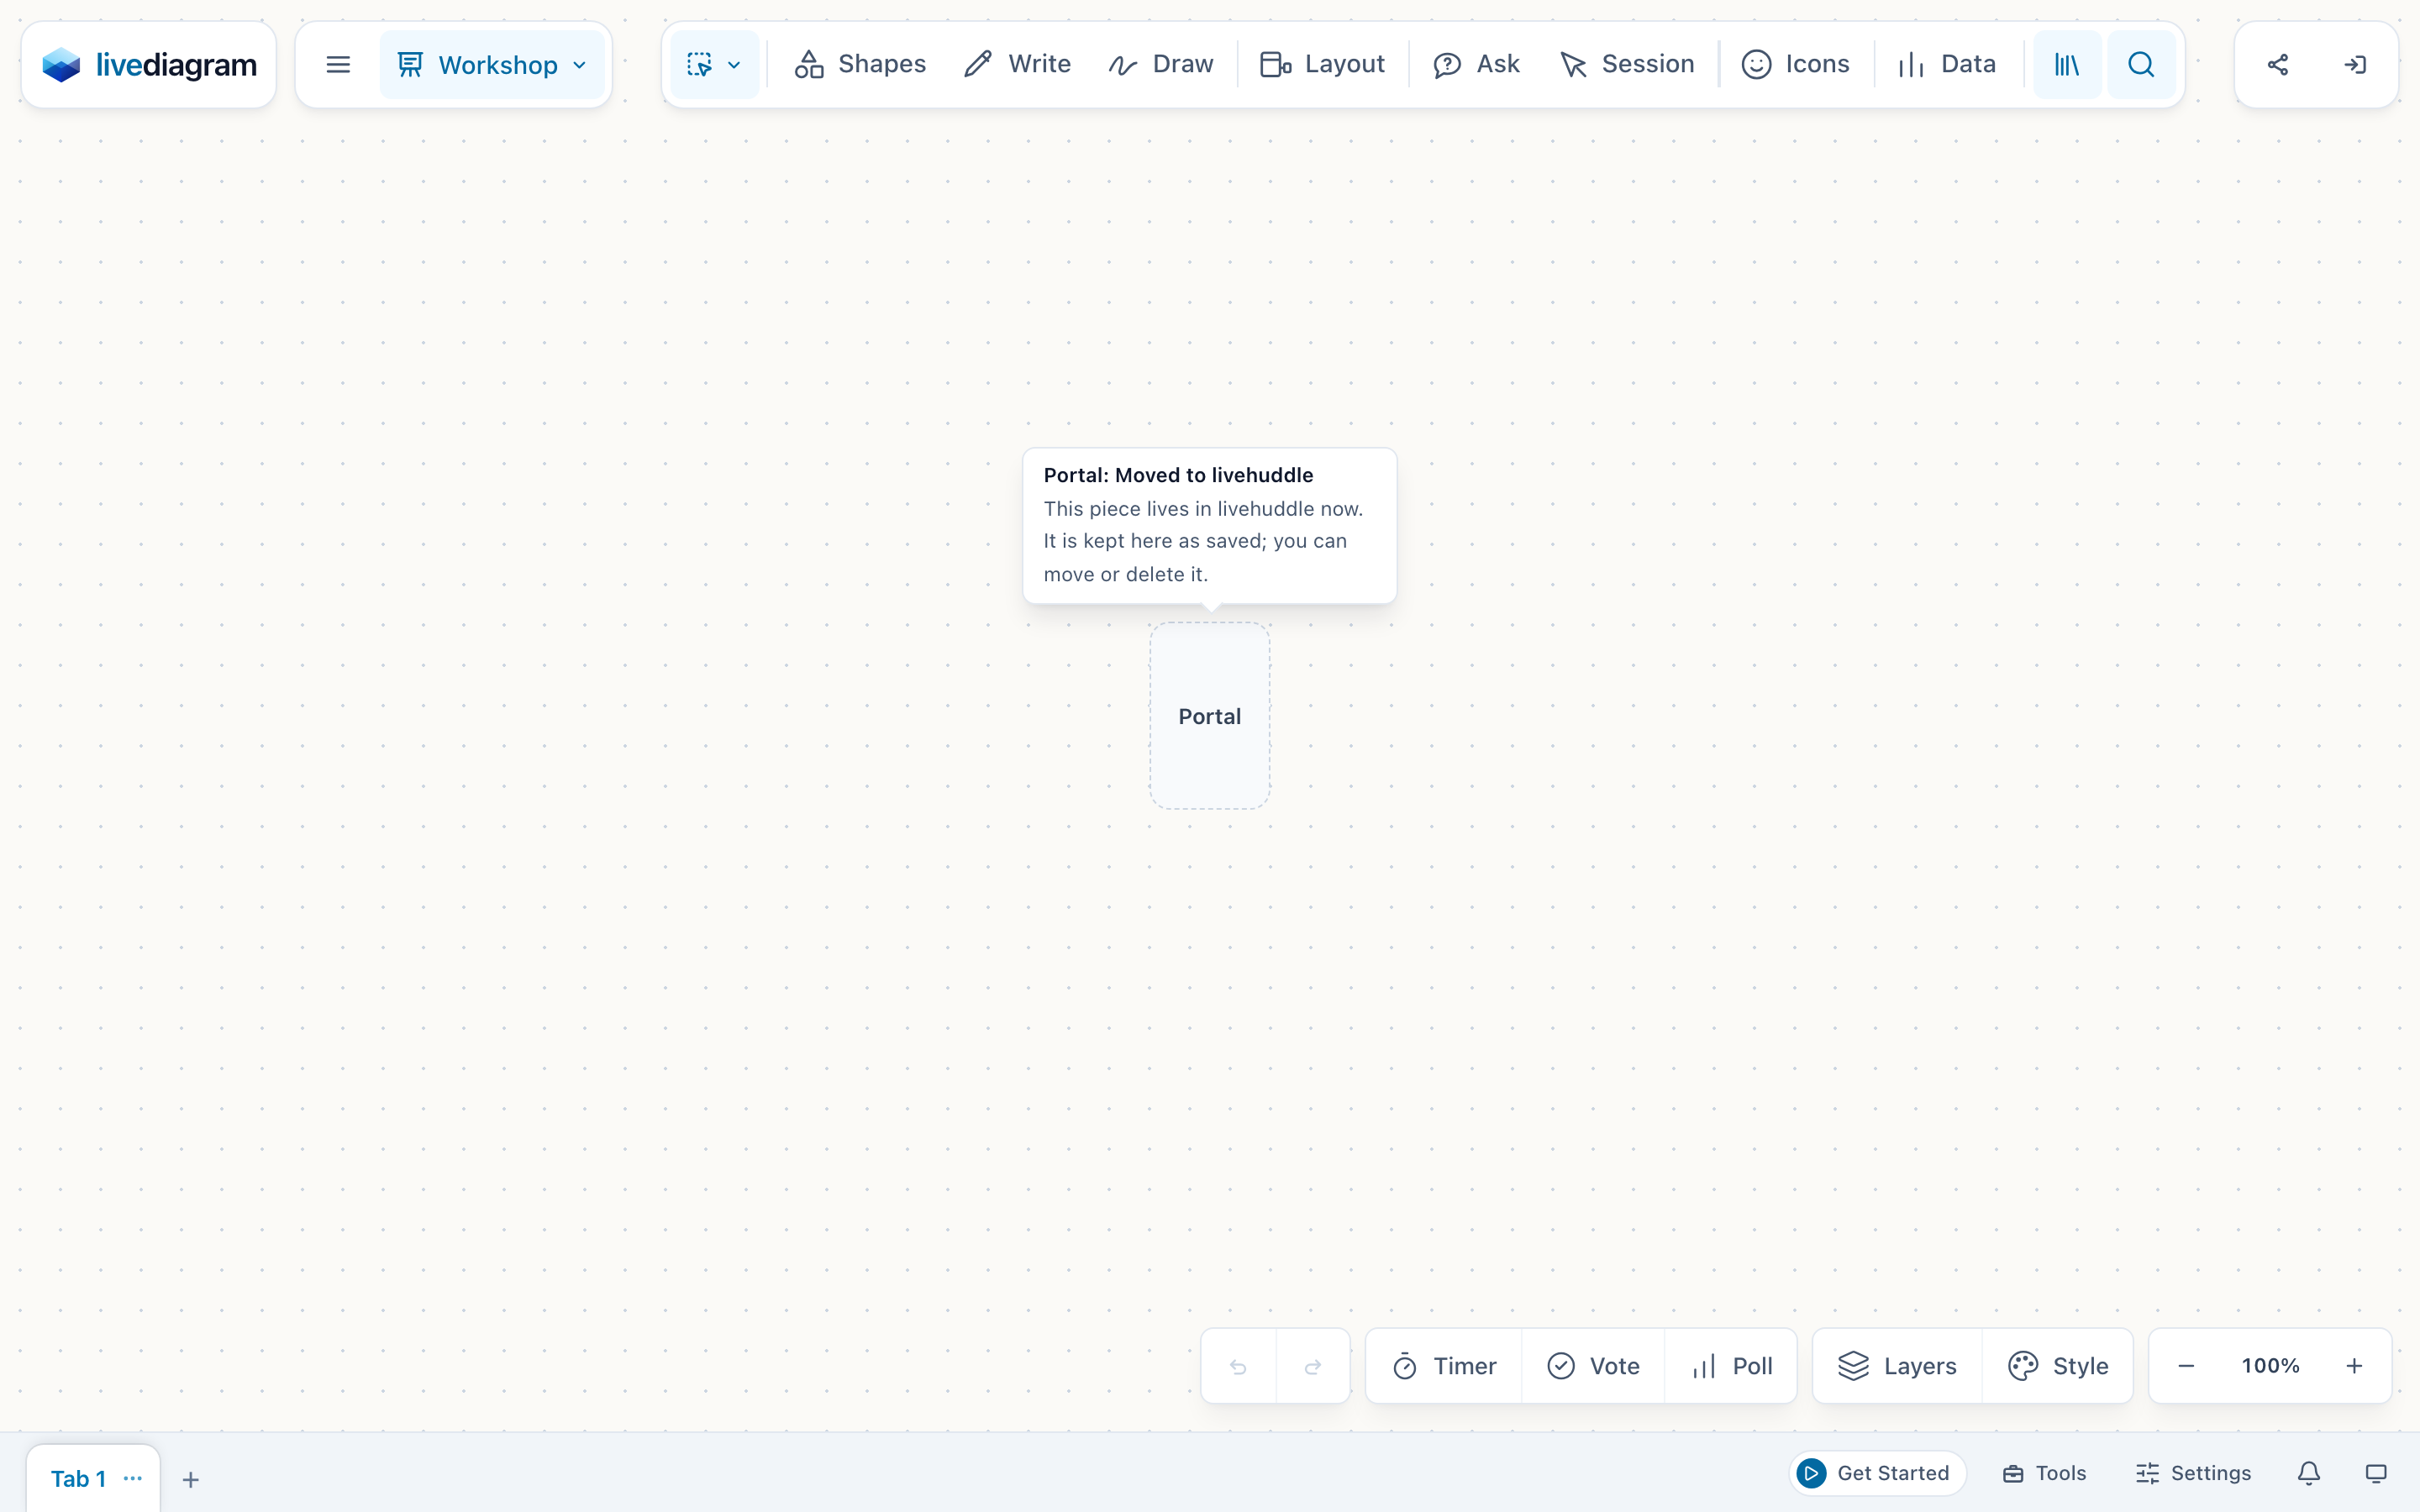 livediagram
Workshop
Shapes
Write
Draw
Layout
Ask
Session
Icons
Data
Portal: Moved to livehuddle
This piece lives in livehuddle now.
It is kept here as saved; you can
move or delete it.
Portal
Timer
Vote
Poll
Layers
Style
100%
Tab 1
Get Started
Tools
Settings